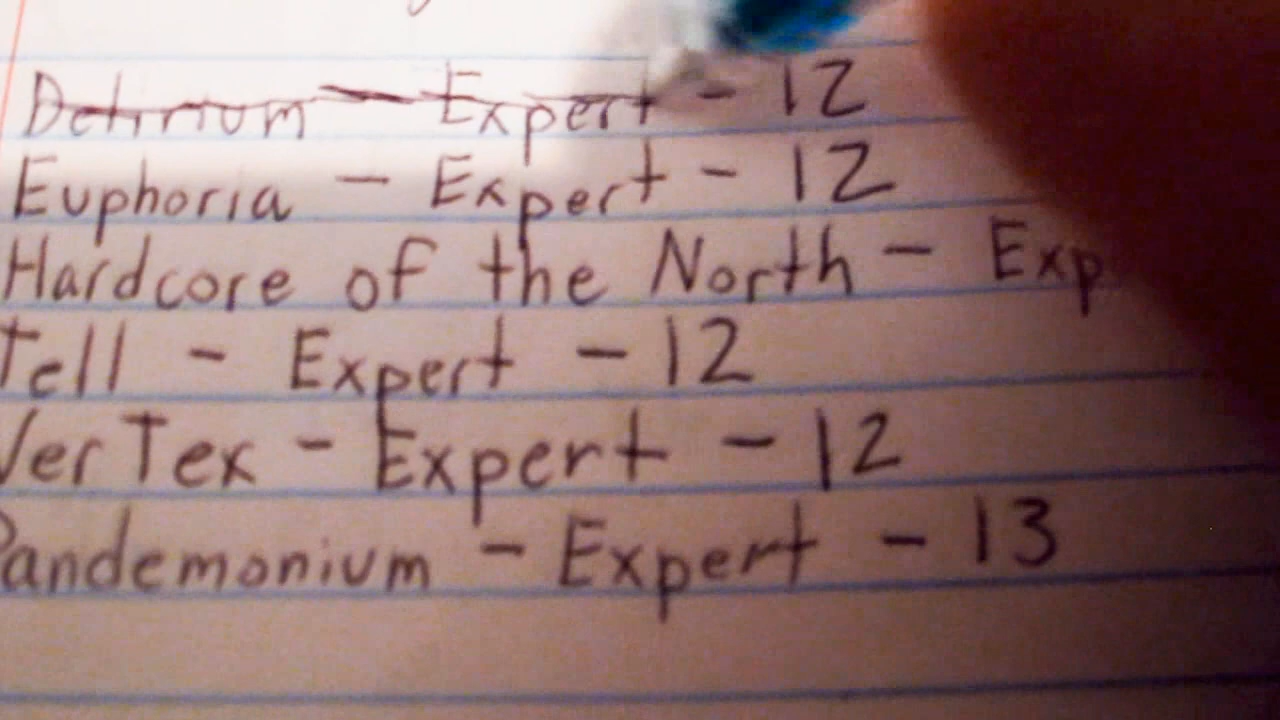 Delirium - Expert - 12
Euphoria - Expert - 12
Hardcore of the North - Exp
Tell - Expert - 12
VerTex - Expert - 12
Pandemonium - Expert - 13